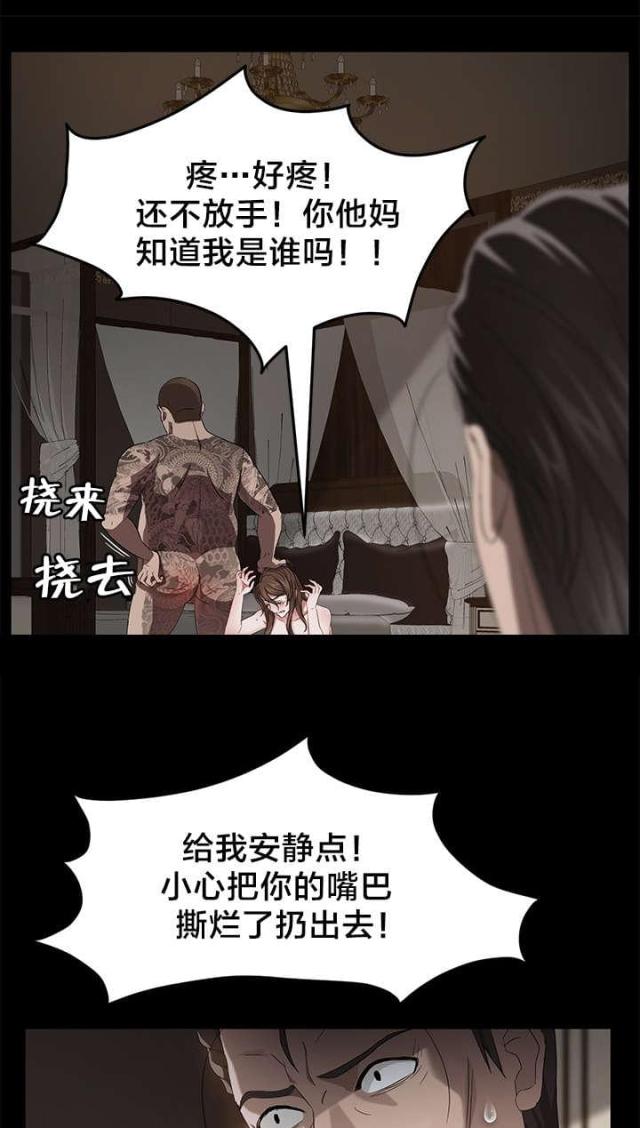 疼…好疼！
还不放手！你他妈
知道我是谁吗！！
挠来
挠去
给我安静点！
小心把你的嘴巴
撕烂了扔出去！